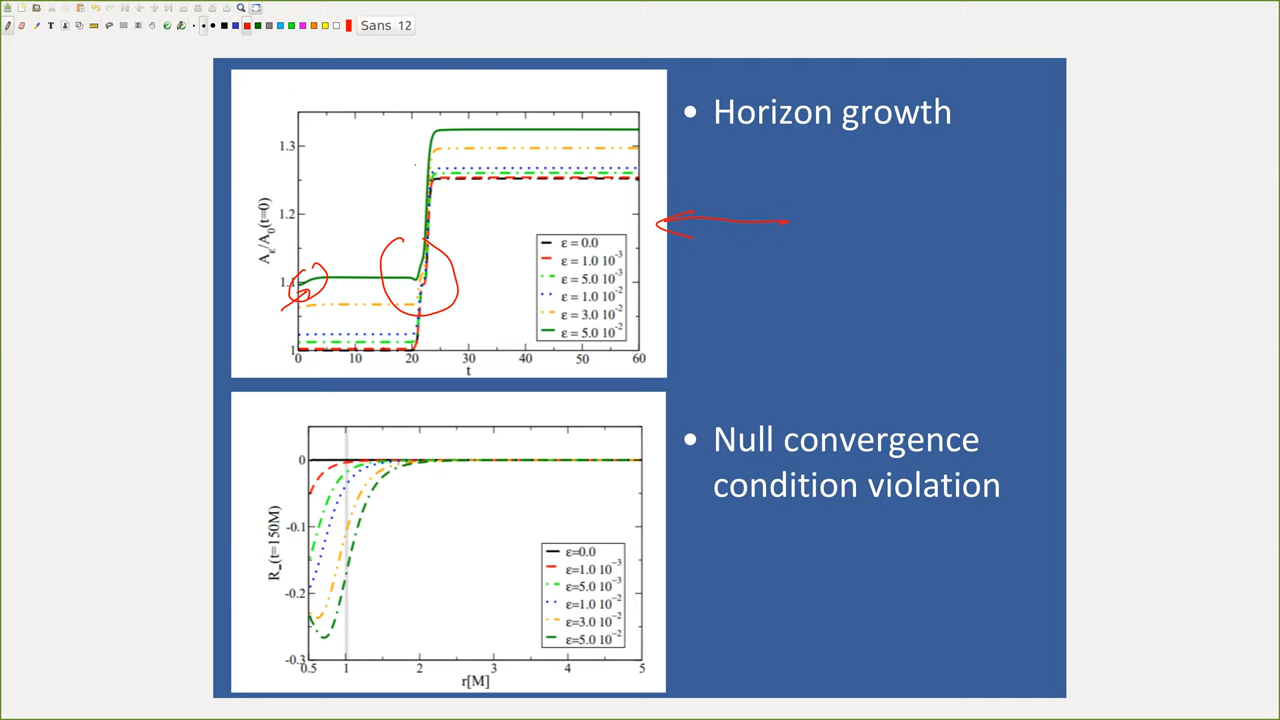 Sans 12
Horizon growth
A_ε/A_0(t=0)
1.3
1.2
1.1
1
0 10 20 30 40 50 60
t
ε = 0.0
ε = 1.0 10^-3
ε = 5.0 10^-3
ε = 1.0 10^-2
ε = 3.0 10^-2
ε = 5.0 10^-2
Null convergence
condition violation
R_-(t=150M)
0
-0.1
-0.2
-0.3
0.5 1 2 3 4 5
r[M]
ε=0.0
ε=1.0 10^-3
ε=5.0 10^-3
ε=1.0 10^-2
ε=3.0 10^-2
ε=5.0 10^-2